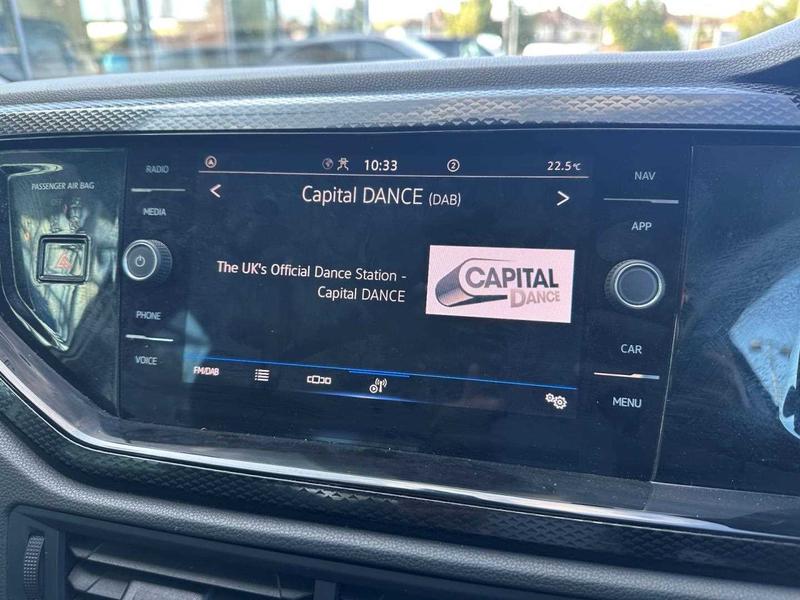 RADIO
10:33
2
22.5°C
NAV
PASSENGER AIR BAG
<
Capital DANCE (DAB)
>
MEDIA
APP
The UK's Official Dance Station -
Capital DANCE
CAPITAL
DANCE
PHONE
CAR
VOICE
FM/DAB
MENU